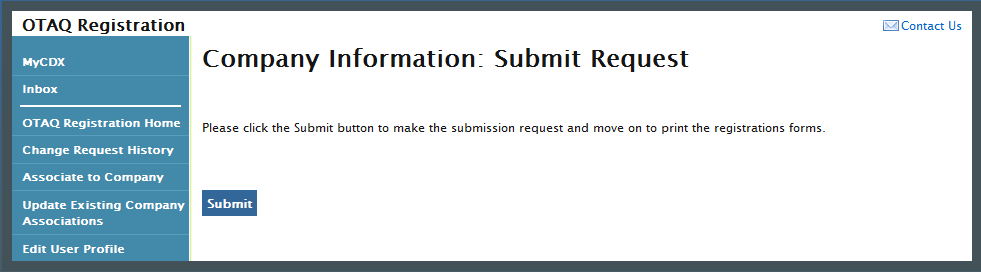 OTAQ Registration
Contact Us
MyCDX
Inbox
OTAQ Registration Home
Change Request History
Associate to Company
Update Existing Company
Associations
Edit User Profile
Company Information: Submit Request
Please click the Submit button to make the submission request and move on to print the registrations forms.
Submit